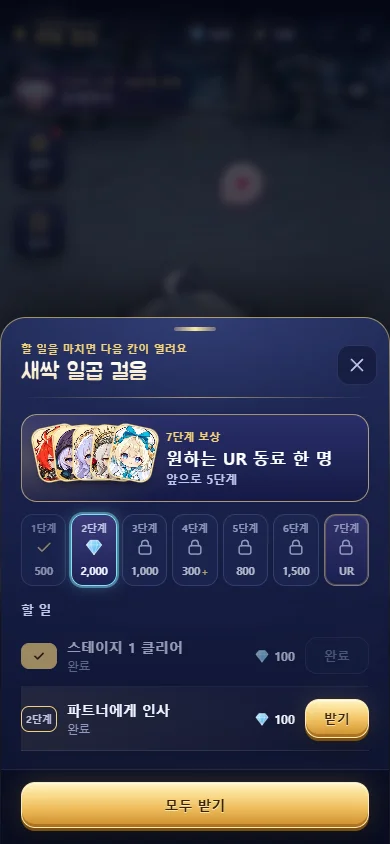 할 일을 마치면 다음 칸이 열려요
새싹 일곱 걸음
7단계 보상
원하는 UR 동료 한 명
앞으로 5단계
1단계 2단계 3단계 4단계 5단계 6단계 7단계
500 2,000 1,000 300+ 800 1,500 UR
할 일
스테이지 1 클리어
완료
100
완료
2단계
파트너에게 인사
완료
100
받기
모두 받기